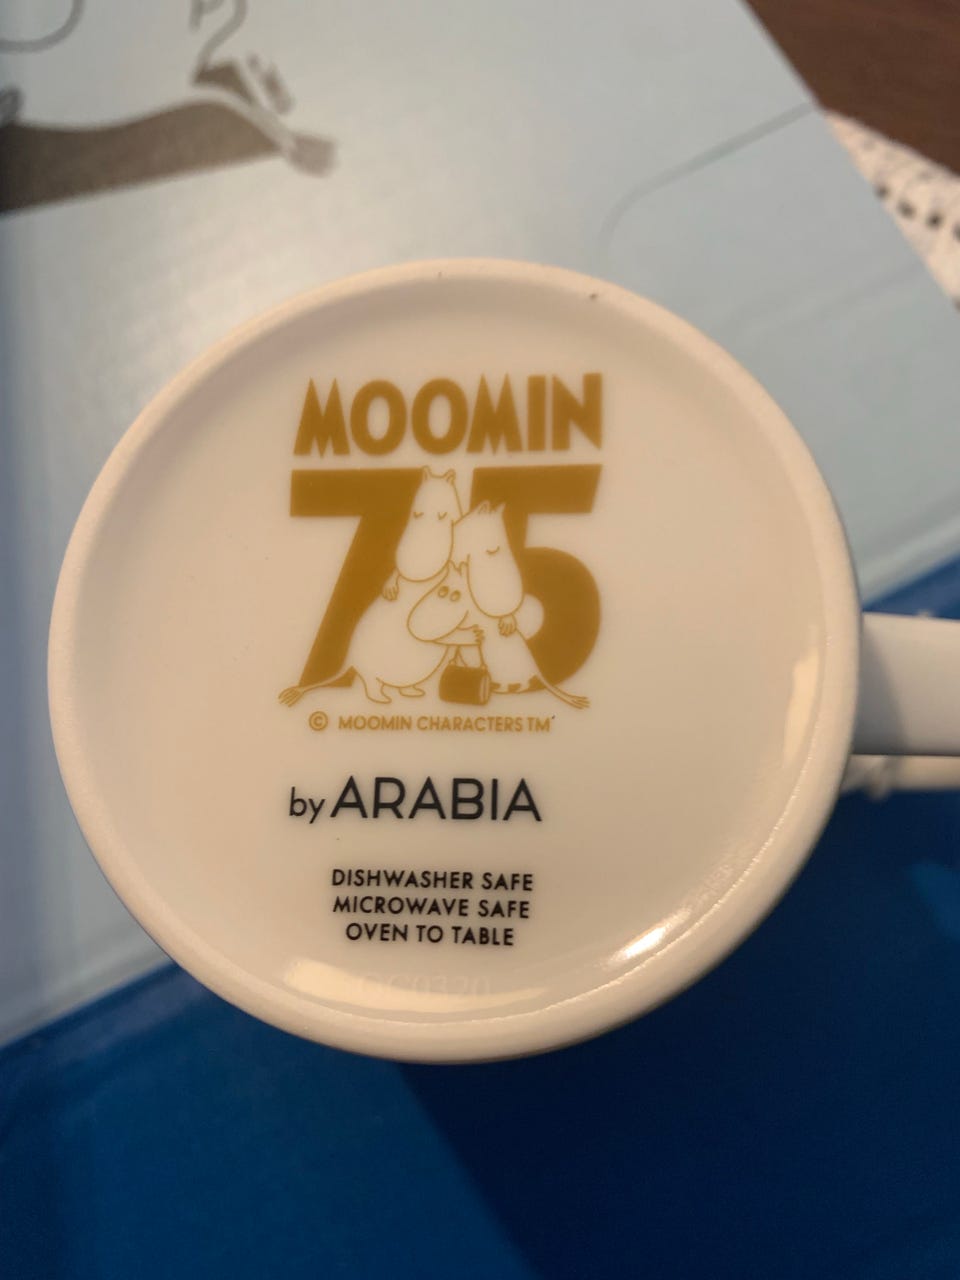 MOOMIN
75
© MOOMIN CHARACTERS TM
by ARABIA
DISHWASHER SAFE
MICROWAVE SAFE
OVEN TO TABLE